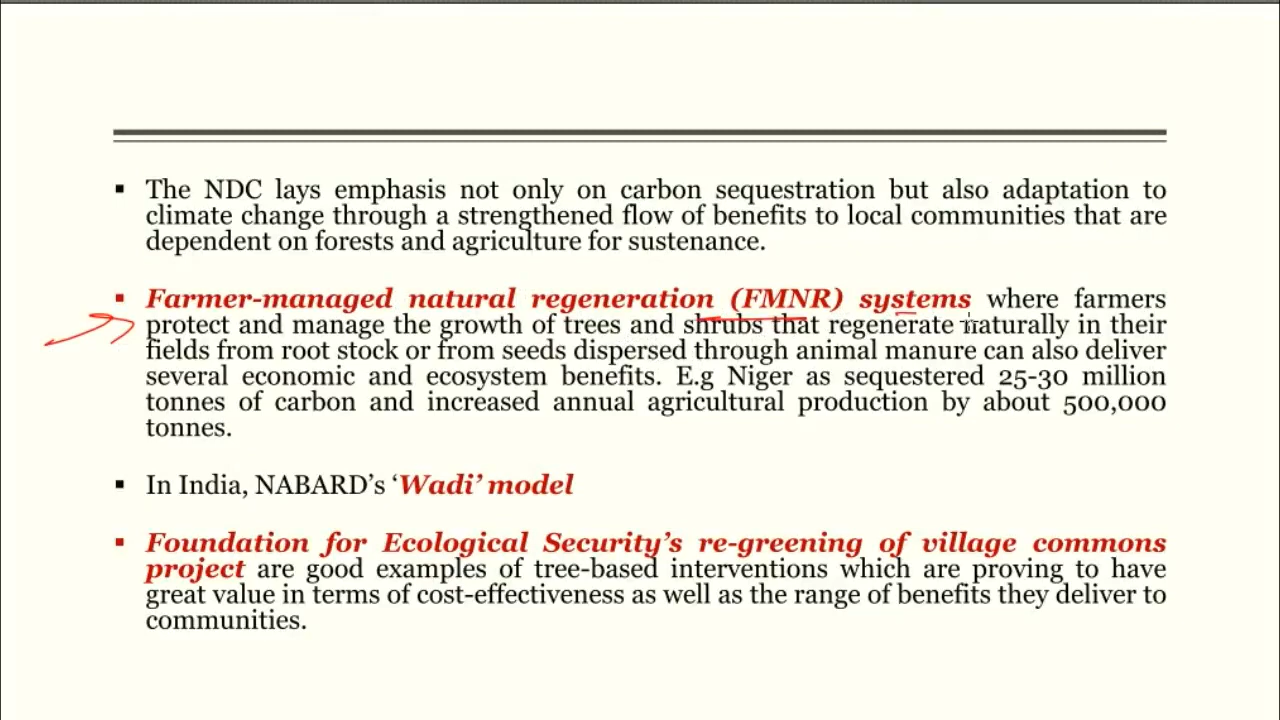 ▪ The NDC lays emphasis not only on carbon sequestration but also adaptation to
climate change through a strengthened flow of benefits to local communities that are
dependent on forests and agriculture for sustenance.
▪ Farmer-managed natural regeneration (FMNR) systems where farmers
protect and manage the growth of trees and shrubs that regenerate naturally in their
fields from root stock or from seeds dispersed through animal manure can also deliver
several economic and ecosystem benefits. E.g Niger as sequestered 25-30 million
tonnes of carbon and increased annual agricultural production by about 500,000
tonnes.
▪ In India, NABARD’s ‘Wadi’ model
▪ Foundation for Ecological Security’s re-greening of village commons
project are good examples of tree-based interventions which are proving to have
great value in terms of cost-effectiveness as well as the range of benefits they deliver to
communities.